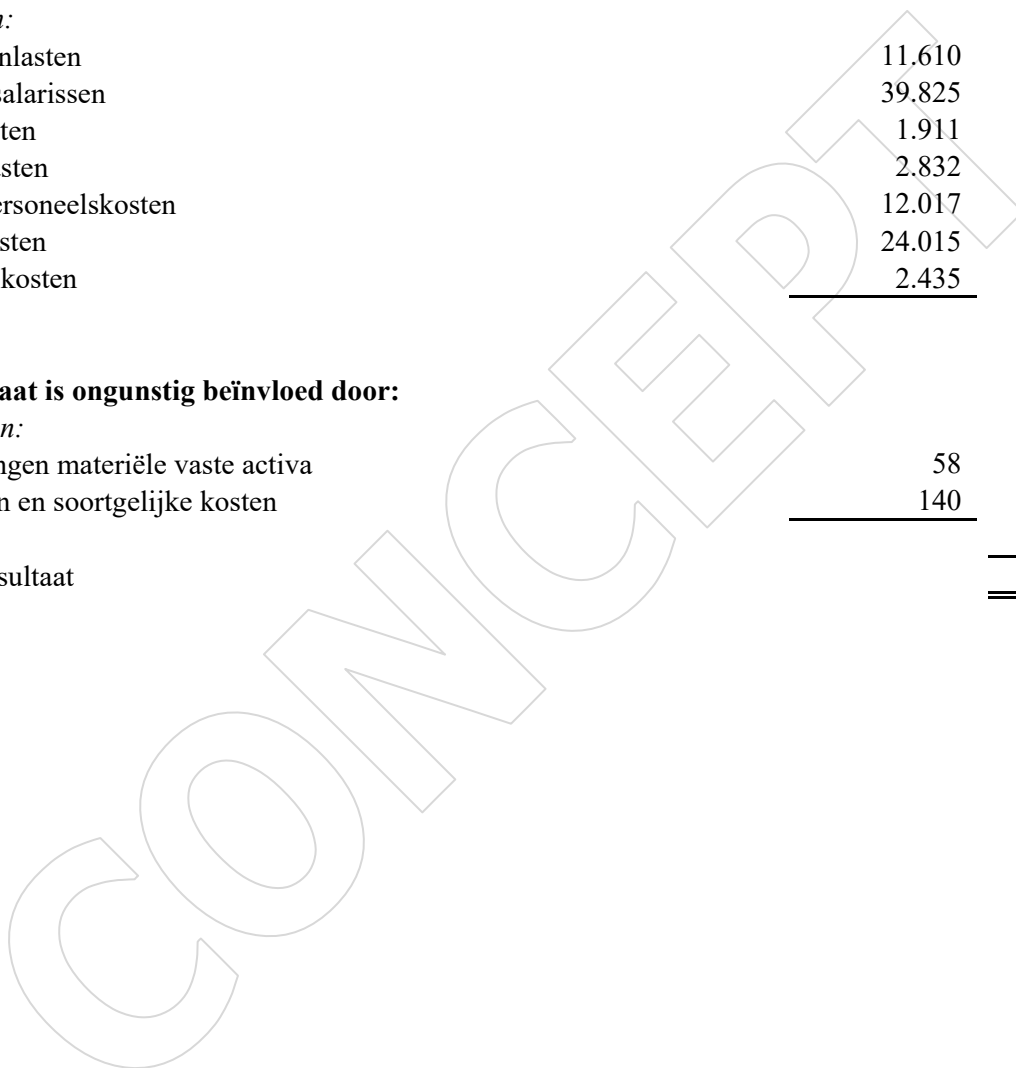 n:
nlasten 11.610
salarissen 39.825
ten 1.911
sten 2.832
ersoneelskosten 12.017
sten 24.015
kosten 2.435
aat is ongunstig beïnvloed door:
n:
ngen materiële vaste activa 58
n en soortgelijke kosten 140
sultaat
CONCEPT